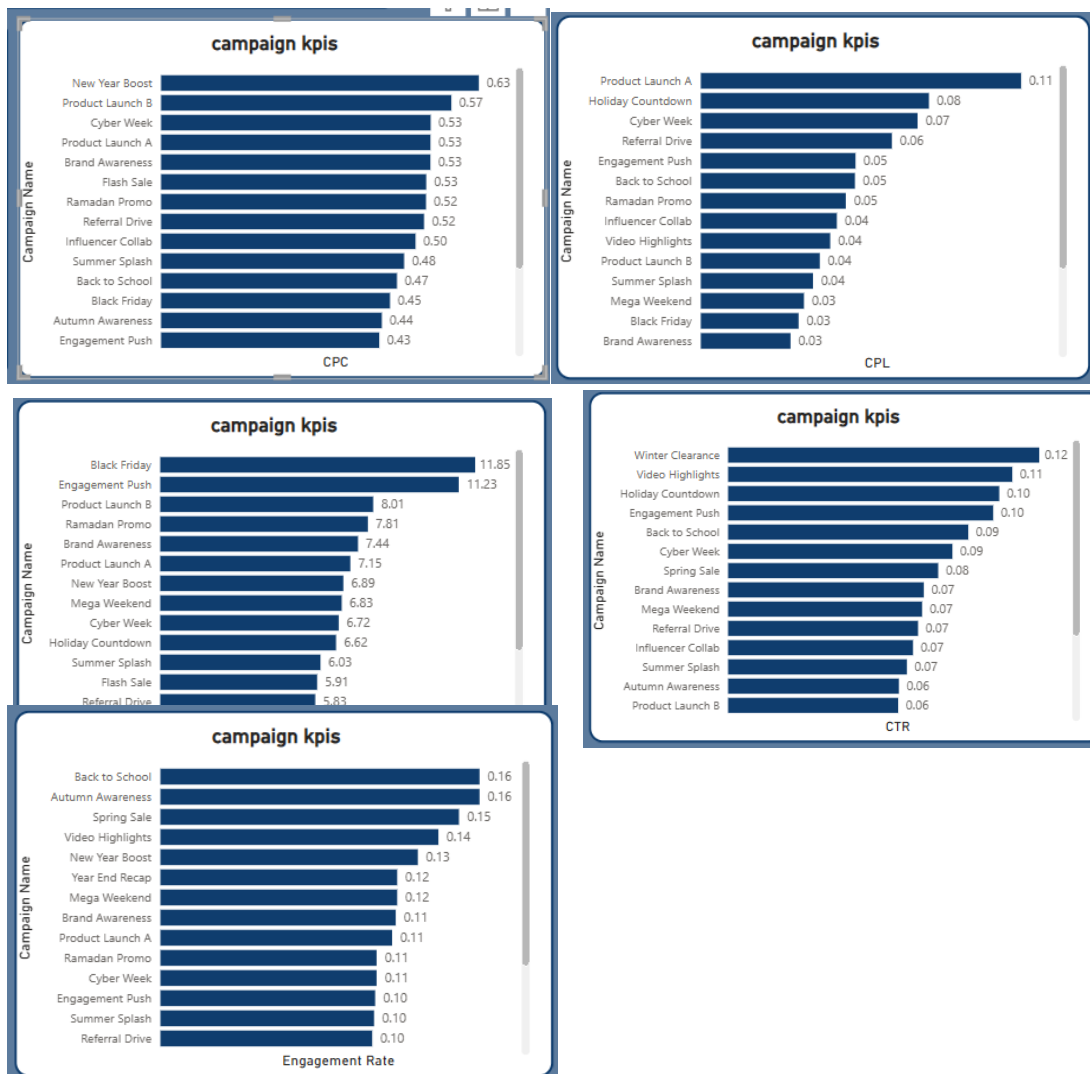 campaign kpis
Campaign Name
New Year Boost 0.63
Product Launch B 0.57
Cyber Week 0.53
Product Launch A 0.53
Brand Awareness 0.53
Flash Sale 0.53
Ramadan Promo 0.52
Referral Drive 0.52
Influencer Collab 0.50
Summer Splash 0.48
Back to School 0.47
Black Friday 0.45
Autumn Awareness 0.44
Engagement Push 0.43
CPC
campaign kpis
Campaign Name
Product Launch A 0.11
Holiday Countdown 0.08
Cyber Week 0.07
Referral Drive 0.06
Engagement Push 0.05
Back to School 0.05
Ramadan Promo 0.05
Influencer Collab 0.04
Video Highlights 0.04
Product Launch B 0.04
Summer Splash 0.04
Mega Weekend 0.03
Black Friday 0.03
Brand Awareness 0.03
CPL
campaign kpis
Campaign Name
Black Friday 11.85
Engagement Push 11.23
Product Launch B 8.01
Ramadan Promo 7.81
Brand Awareness 7.44
Product Launch A 7.15
New Year Boost 6.89
Mega Weekend 6.83
Cyber Week 6.72
Holiday Countdown 6.62
Summer Splash 6.03
Flash Sale 5.91
Referral Drive 5.83
campaign kpis
Campaign Name
Winter Clearance 0.12
Video Highlights 0.11
Holiday Countdown 0.10
Engagement Push 0.10
Back to School 0.09
Cyber Week 0.09
Spring Sale 0.08
Brand Awareness 0.07
Mega Weekend 0.07
Referral Drive 0.07
Influencer Collab 0.07
Summer Splash 0.07
Autumn Awareness 0.06
Product Launch B 0.06
CTR
campaign kpis
Campaign Name
Back to School 0.16
Autumn Awareness 0.16
Spring Sale 0.15
Video Highlights 0.14
New Year Boost 0.13
Year End Recap 0.12
Mega Weekend 0.12
Brand Awareness 0.11
Product Launch A 0.11
Ramadan Promo 0.11
Cyber Week 0.11
Engagement Push 0.10
Summer Splash 0.10
Referral Drive 0.10
Engagement Rate